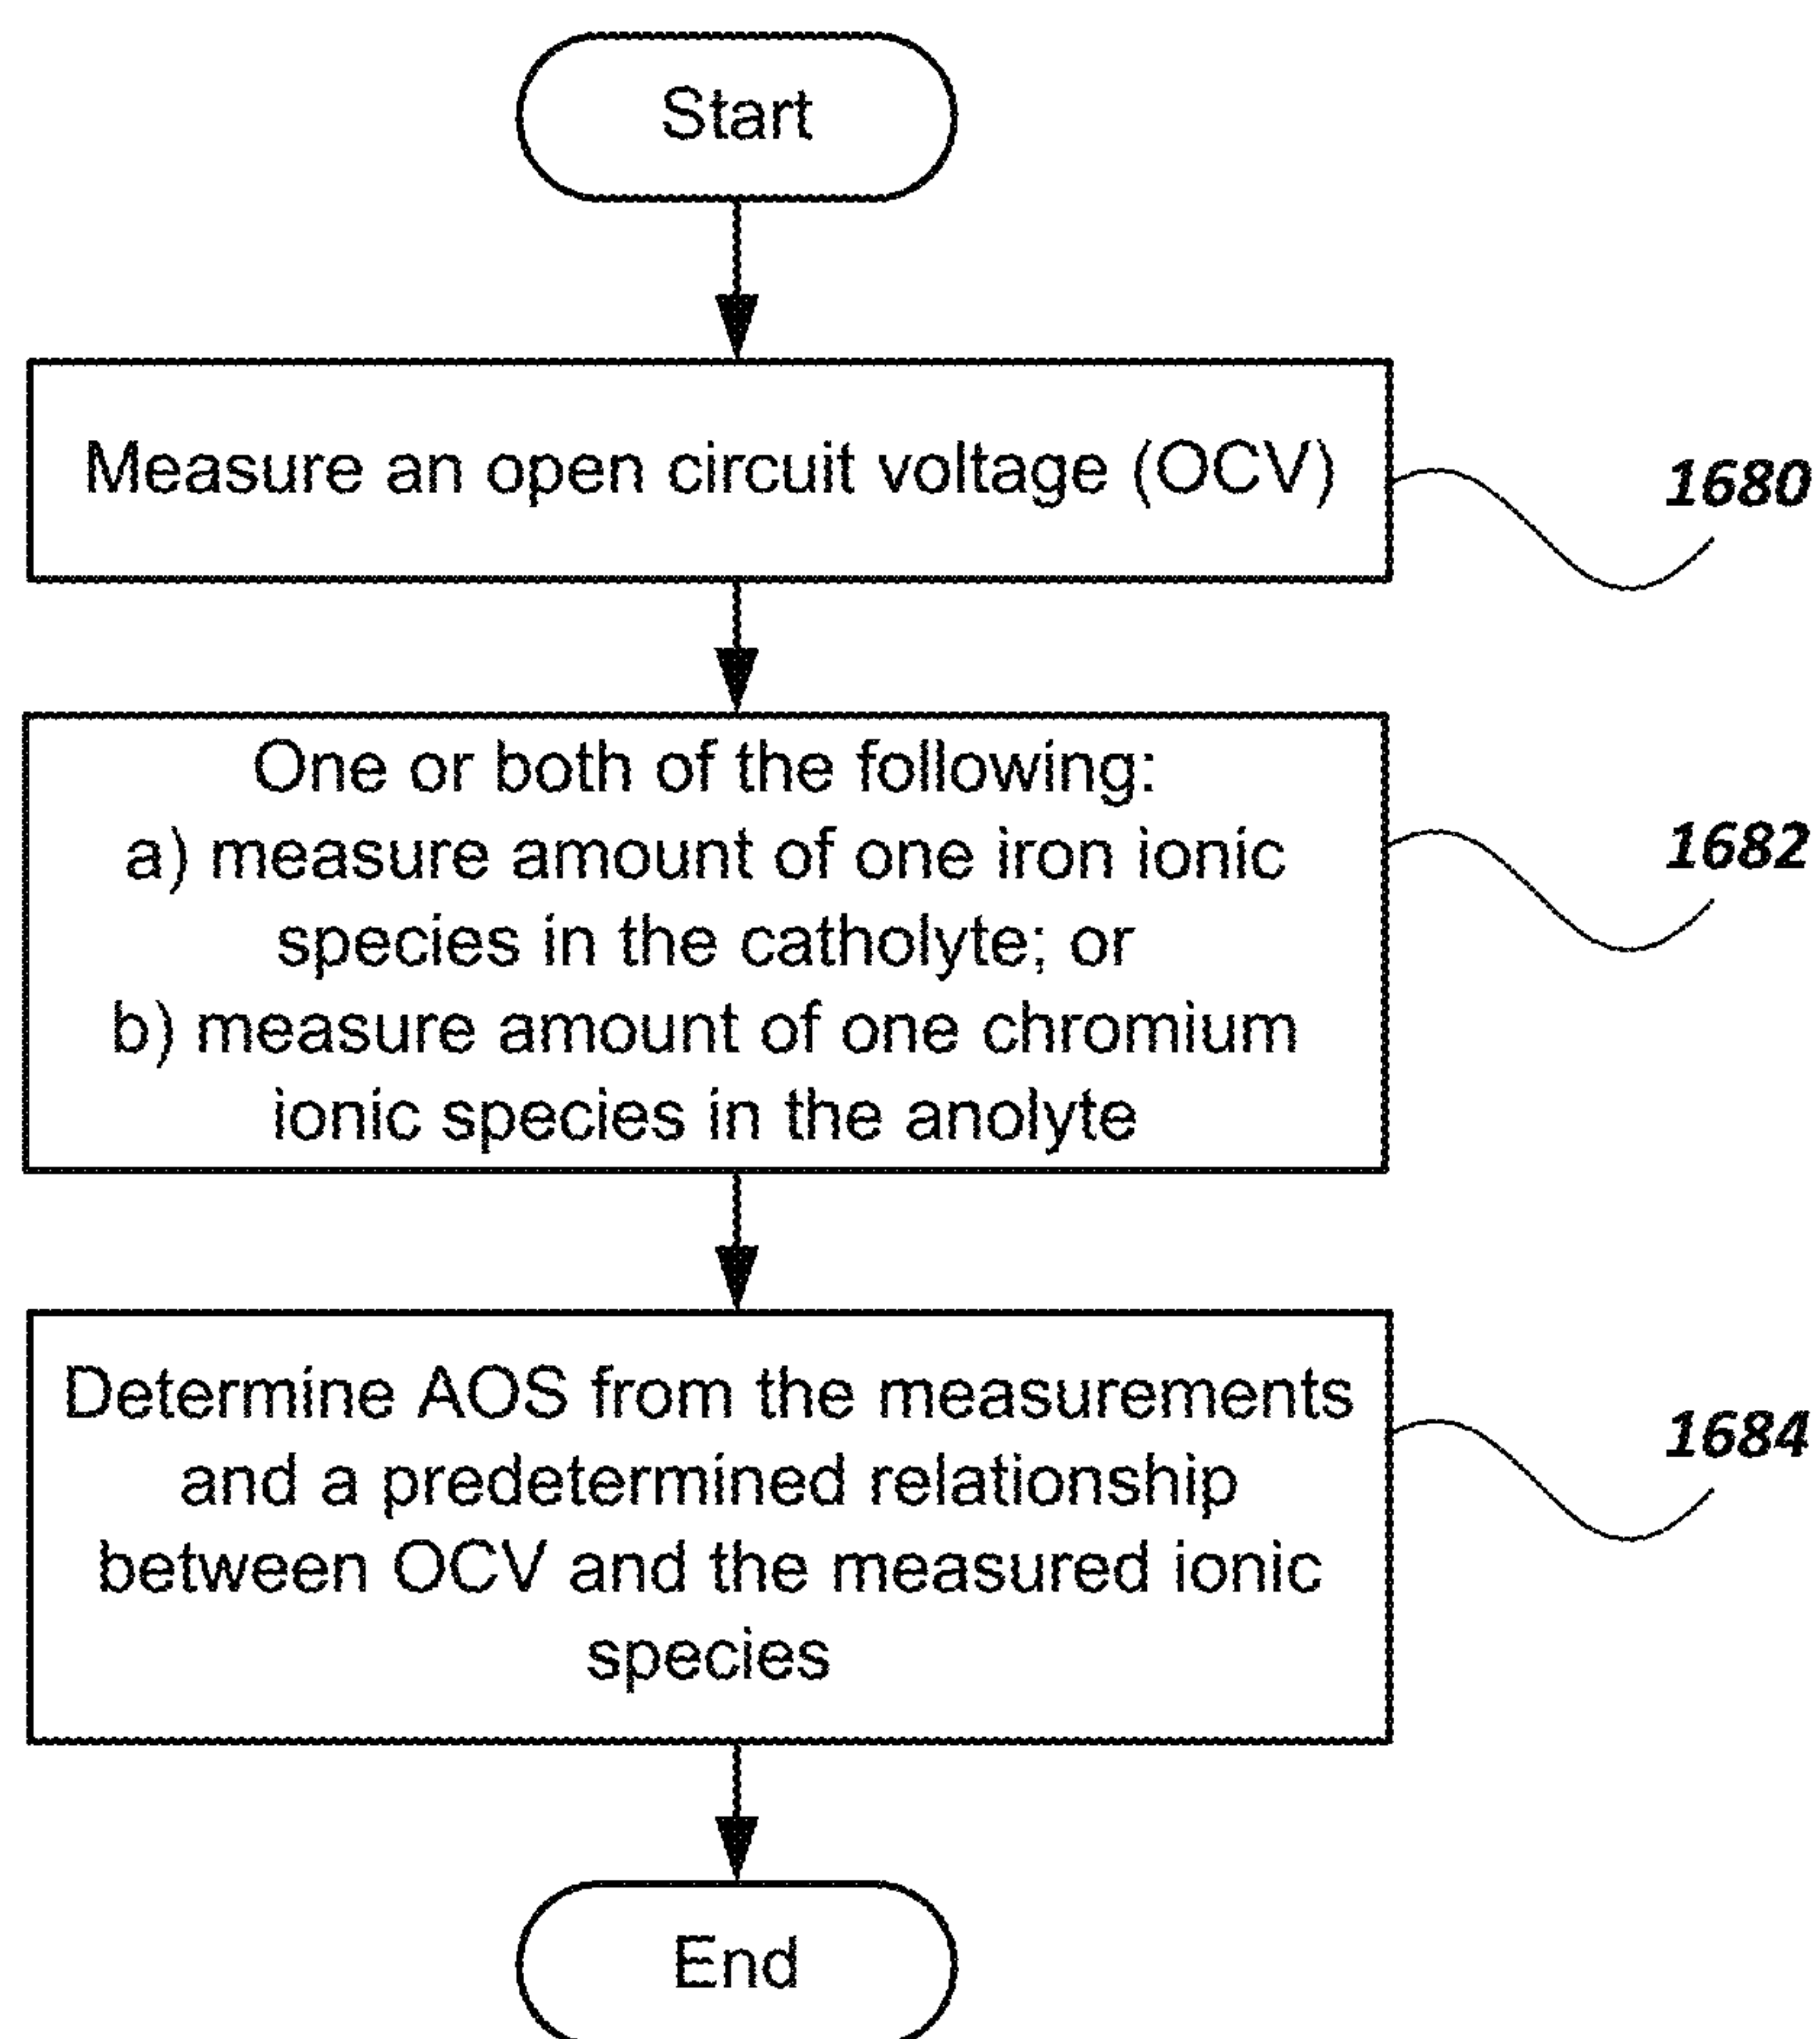 Start
Measure an open circuit voltage (OCV)
1680
One or both of the following:
a) measure amount of one iron ionic
species in the catholyte; or
b) measure amount of one chromium
ionic species in the anolyte
1682
Determine AOS from the measurements
and a predetermined relationship
between OCV and the measured ionic
species
1684
End